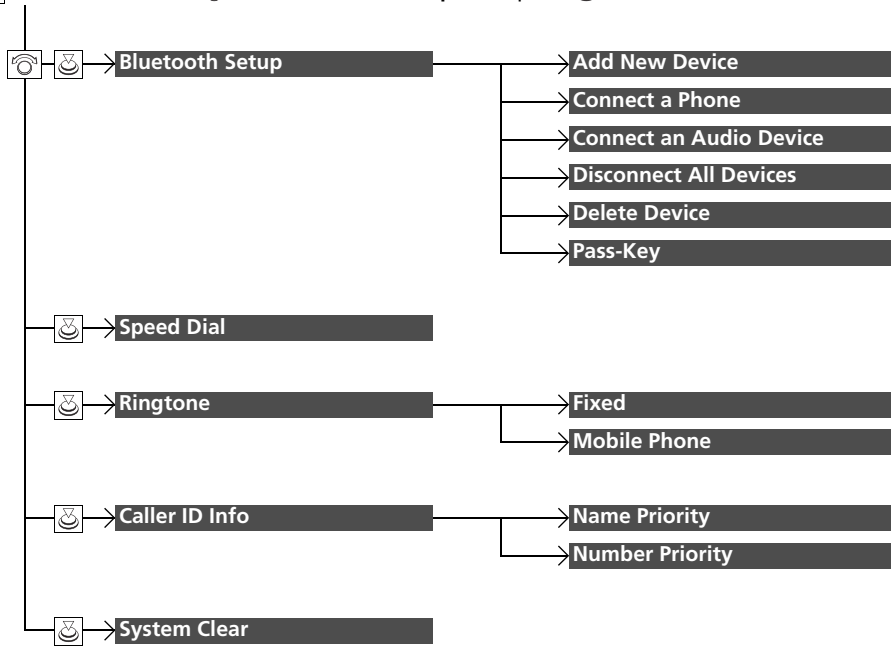 Bluetooth Setup
Add New Device
Connect a Phone
Connect an Audio Device
Disconnect All Devices
Delete Device
Pass-Key
Speed Dial
Ringtone
Fixed
Mobile Phone
Caller ID Info
Name Priority
Number Priority
System Clear